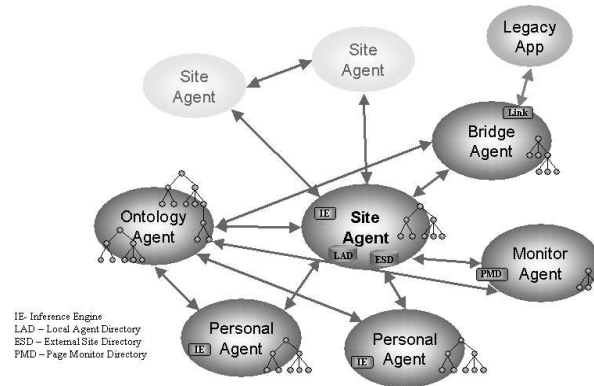 Legacy
App
Site
Agent
Site
Agent
Link
Bridge
Agent
IE
Site
Agent
LAD
ESD
Ontology
Agent
Monitor
Agent
PMD
IE- Inference Engine
LAD – Local Agent Directory
ESD – External Site Directory
PMD – Page Monitor Directory
Personal
Agent
IE
Personal
Agent
IE